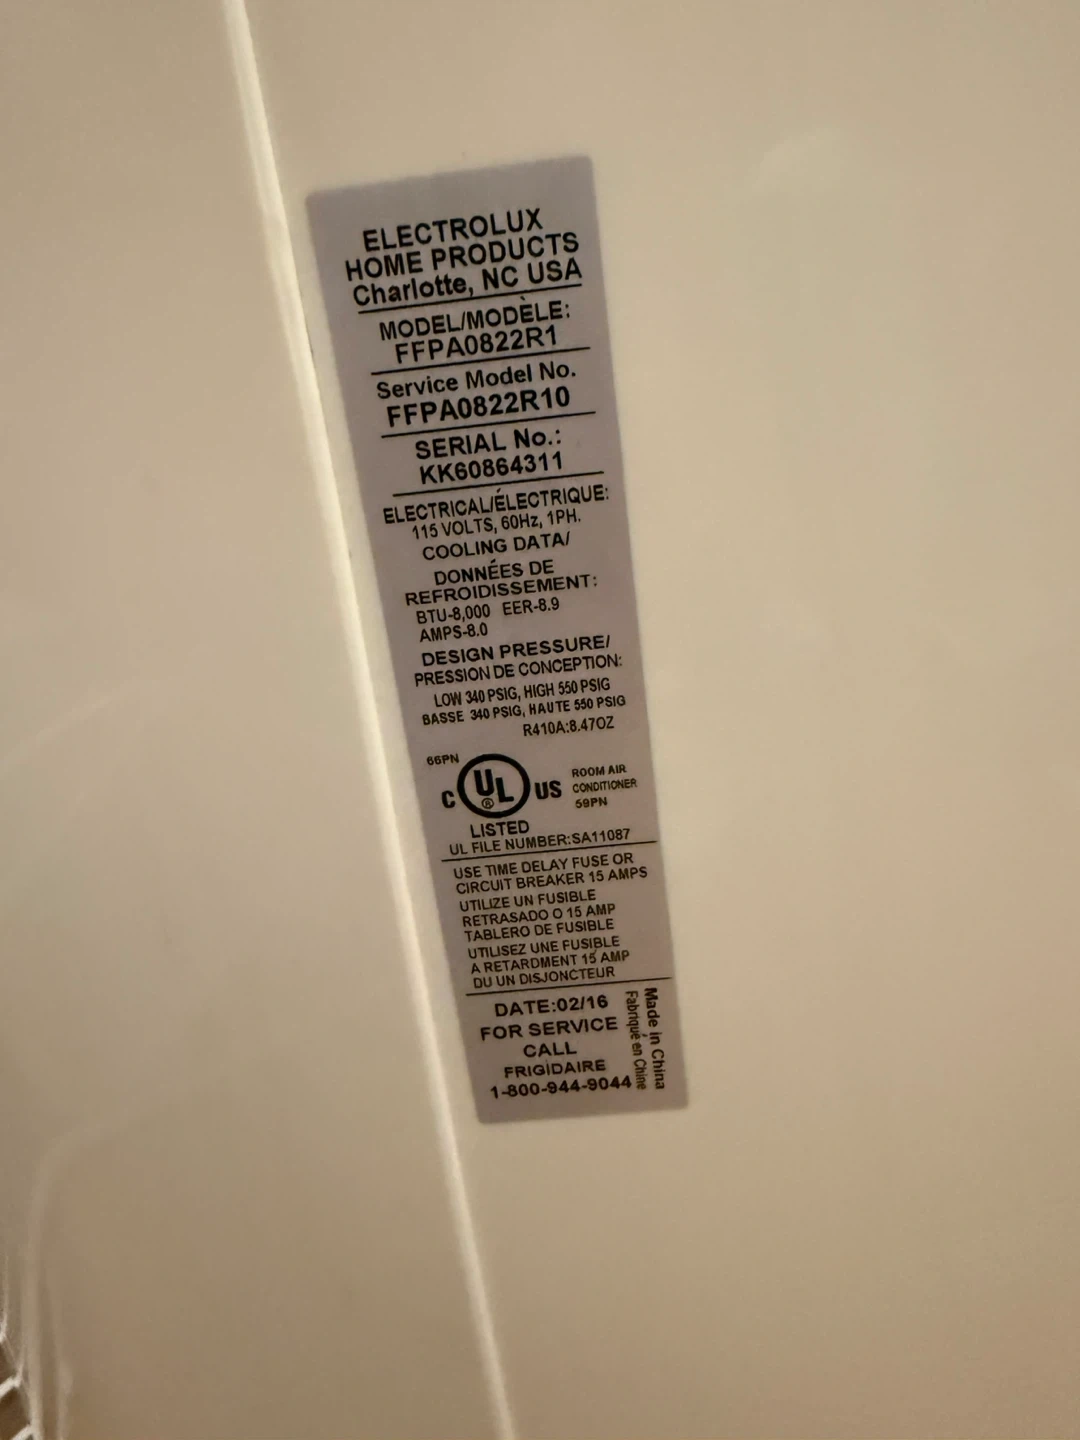 ELECTROLUX
HOME PRODUCTS
Charlotte, NC USA
MODEL/MODÈLE:
FFPA0822R1
Service Model No.
FFPA0822R10
SERIAL No.:
KK60864311
ELECTRICAL/ÉLECTRIQUE:
115 VOLTS, 60Hz, 1PH.
COOLING DATA/
DONNÉES DE
REFROIDISSEMENT:
BTU-8,000 EER-8.9
AMPS-8.0
DESIGN PRESSURE/
PRESSION DE CONCEPTION:
LOW 340 PSIG, HIGH 550 PSIG
BASSE 340 PSIG, HAUTE 550 PSIG
R410A:8.47OZ
66PN
C UL ® US
ROOM AIR
CONDITIONER
59PN
LISTED
UL FILE NUMBER:SA11087
USE TIME DELAY FUSE OR
CIRCUIT BREAKER 15 AMPS
UTILIZE UN FUSIBLE
RETRASADO O 15 AMP
TABLERO DE FUSIBLE
UTILISEZ UNE FUSIBLE
A RETARDMENT 15 AMP
DU UN DISJONCTEUR
DATE:02/16
FOR SERVICE
CALL
FRIGIDAIRE
1-800-944-9044
Made in China
Fabriqué en Chine